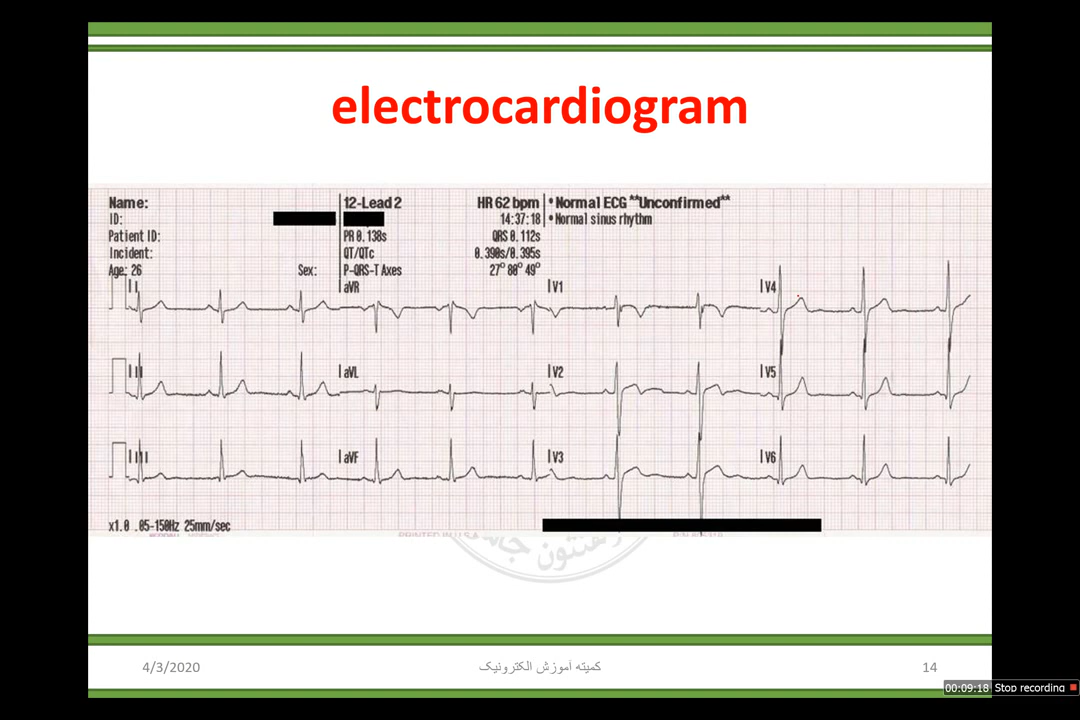 electrocardiogram
Name: 12-Lead 2 HR 62 bpm • Normal ECG **Unconfirmed**
ID: 14:37:18 • Normal sinus rhythm
Patient ID: PR 0.138s QRS 0.112s
Incident: QT/QTc 0.390s/0.395s
Age: 26 Sex: P-QRS-T Axes 27° 80° 49°
I aVR V1 V4
II aVL V2 V5
III aVF V3 V6
x1.0 .05-150Hz 25mm/sec
PRINTED IN U.S.A
4/3/2020 کمیته آموزش الکترونیک 14
00:09:18 Stop recording